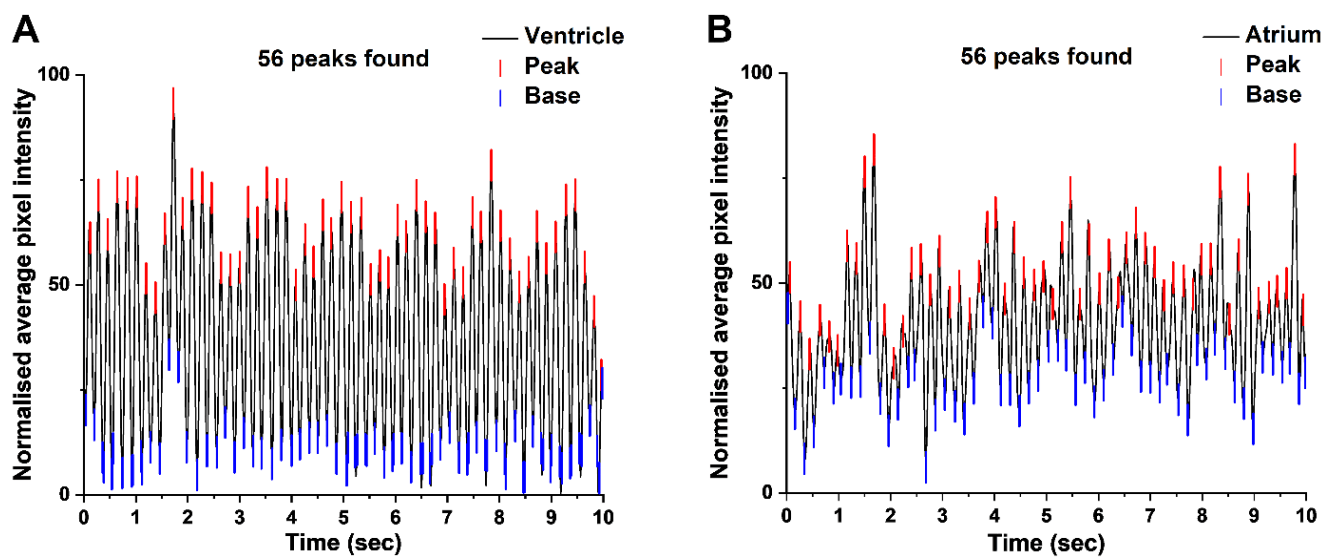 A
56 peaks found
Ventricle
Peak
Base
Normalised average pixel intensity
100
50
0
0 1 2 3 4 5 6 7 8 9 10
Time (sec)
B
56 peaks found
Atrium
Peak
Base
Normalised average pixel intensity
100
50
0
0 1 2 3 4 5 6 7 8 9 10
Time (sec)